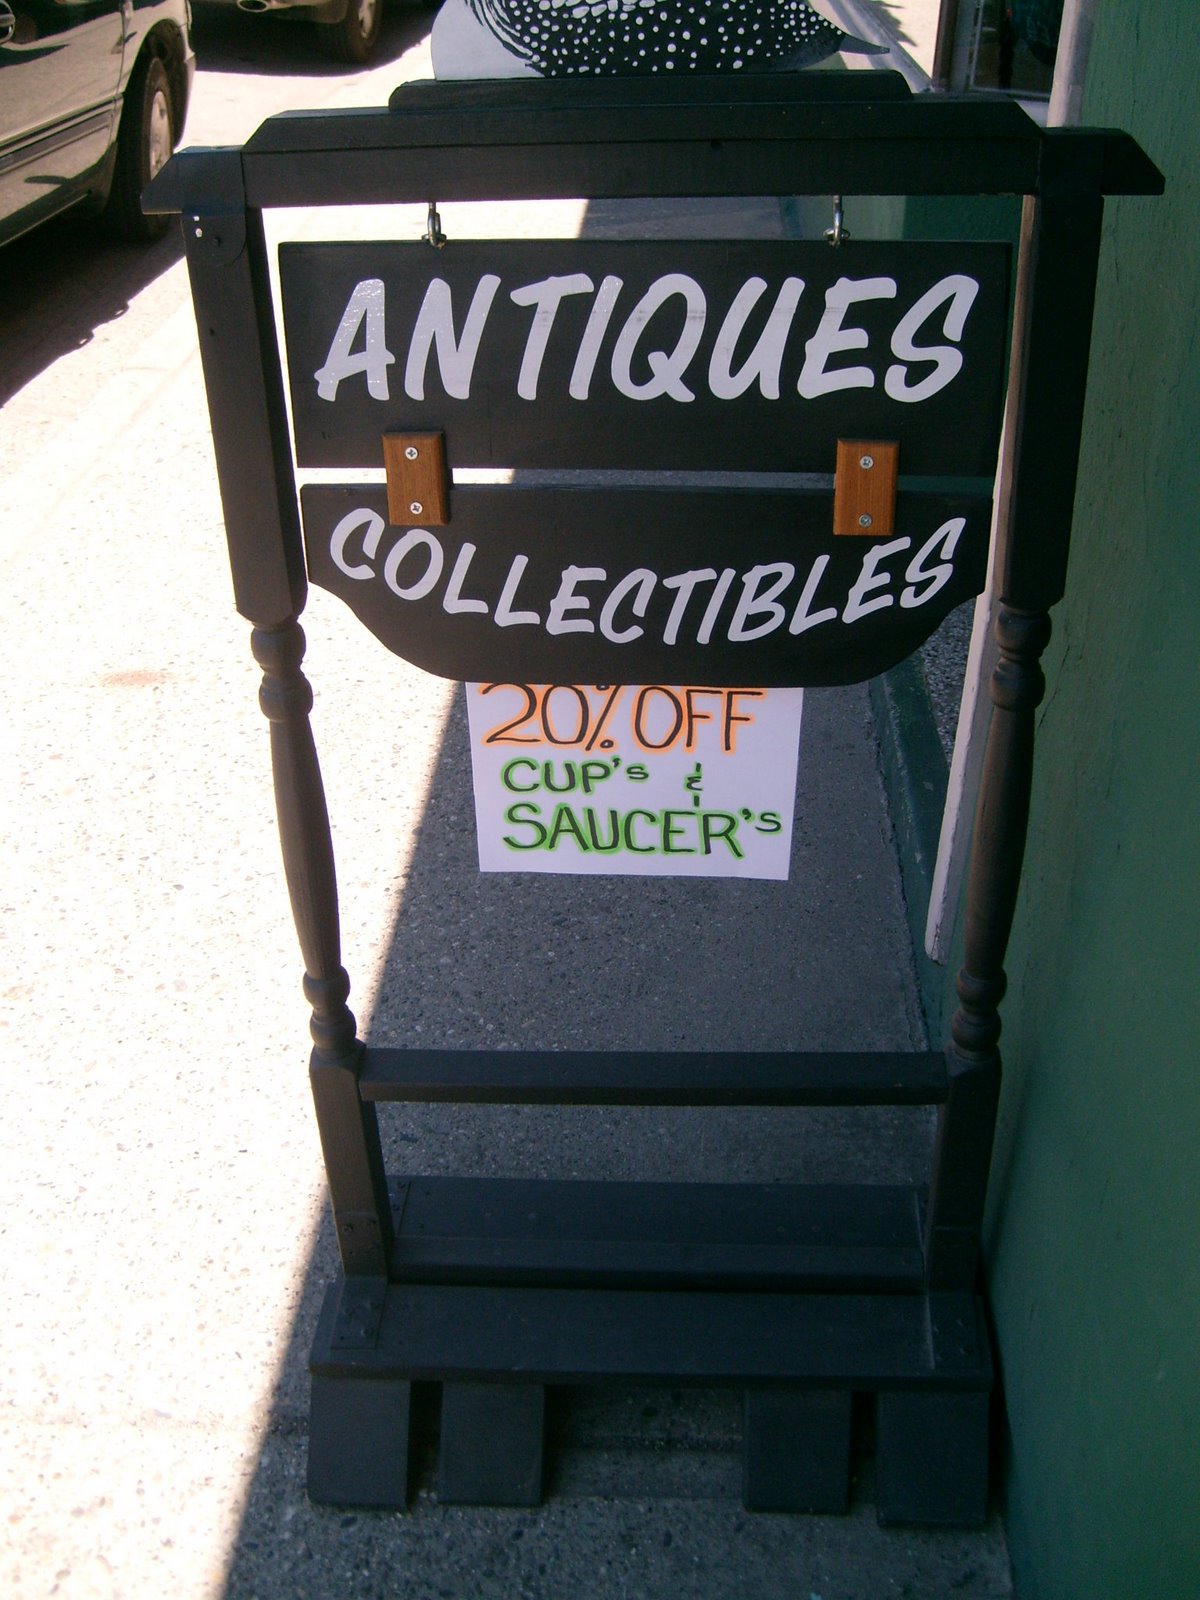 ANTIQUES
COLLECTIBLES
20% OFF
CUP's &
SAUCER's